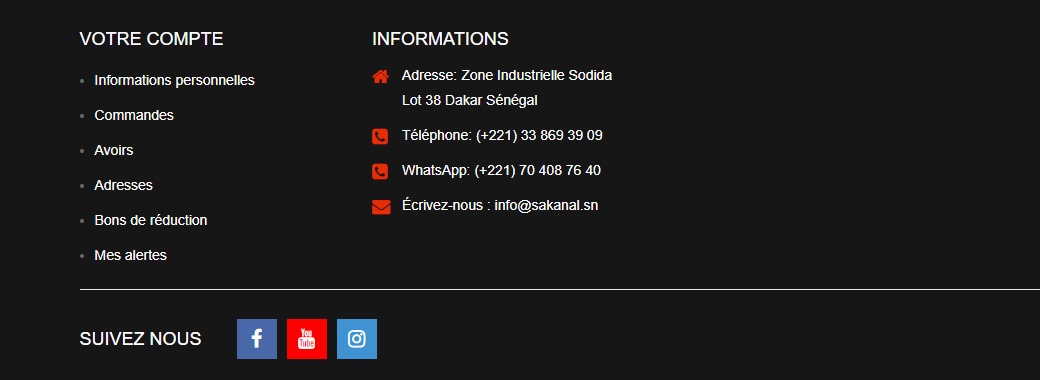 VOTRE COMPTE
Informations personnelles
Commandes
Avoirs
Adresses
Bons de réduction
Mes alertes
INFORMATIONS
Adresse: Zone Industrielle Sodida
Lot 38 Dakar Sénégal
Téléphone: (+221) 33 869 39 09
WhatsApp: (+221) 70 408 76 40
Écrivez-nous : info@sakanal.sn
SUIVEZ NOUS
You
Tube